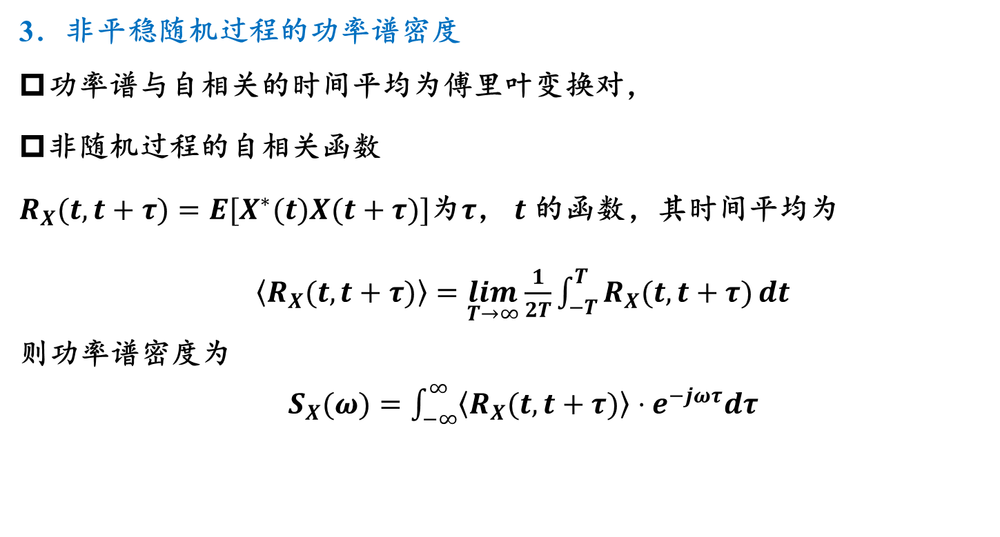 3. 非平稳随机过程的功率谱密度
❑功率谱与自相关的时间平均为傅里叶变换对,
❑非随机过程的自相关函数
$R_X(t, t+\tau) = E[X^*(t)X(t+\tau)]$为$\tau$, $t$ 的函数, 其时间平均为
$\langle R_X(t, t+\tau) \rangle = \lim_{T \to \infty} \frac{1}{2T} \int_{-T}^{T} R_X(t, t+\tau) \, dt$
则功率谱密度为
$S_X(\omega) = \int_{-\infty}^{\infty} \langle R_X(t, t+\tau) \rangle \cdot e^{-j\omega\tau} d\tau$